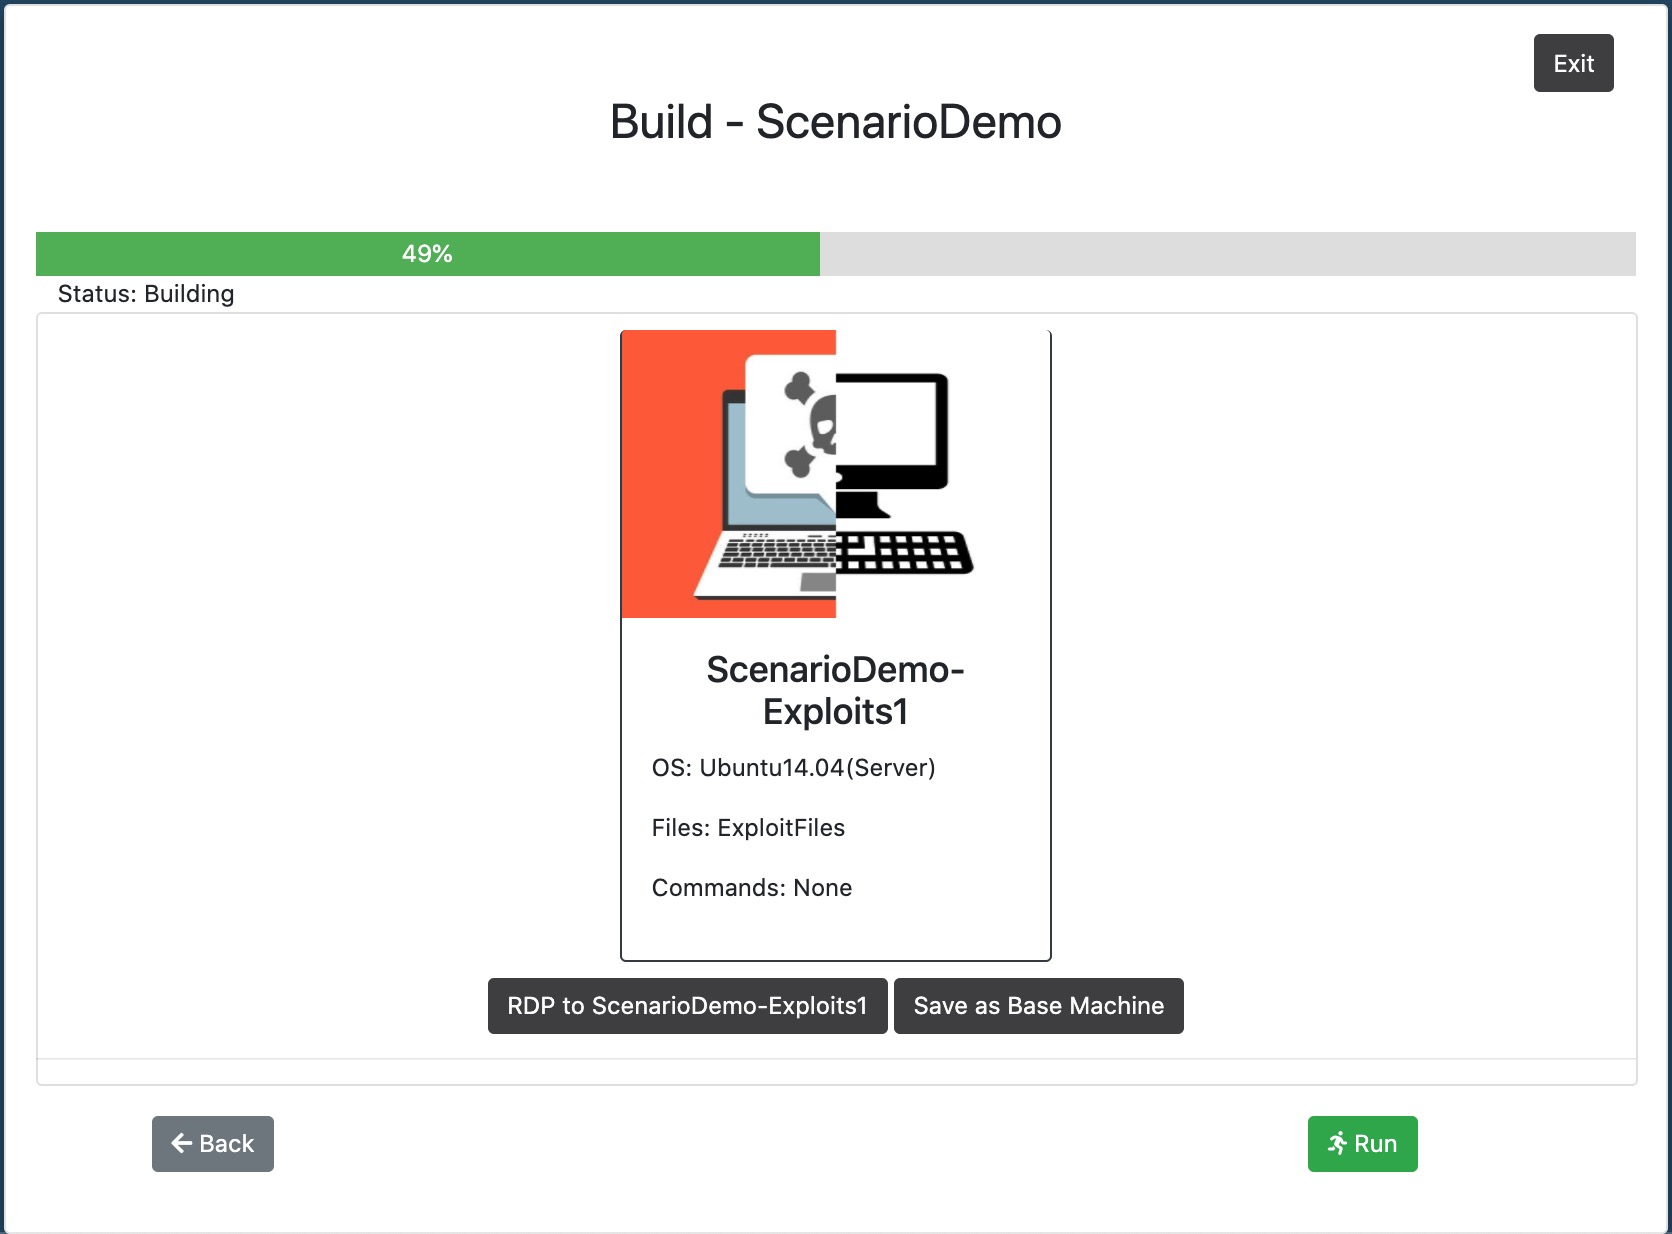 Exit
Build - ScenarioDemo
49%
Status: Building
ScenarioDemo-
Exploits1
OS: Ubuntu14.04(Server)
Files: ExploitFiles
Commands: None
RDP to ScenarioDemo-Exploits1 Save as Base Machine
Back Run